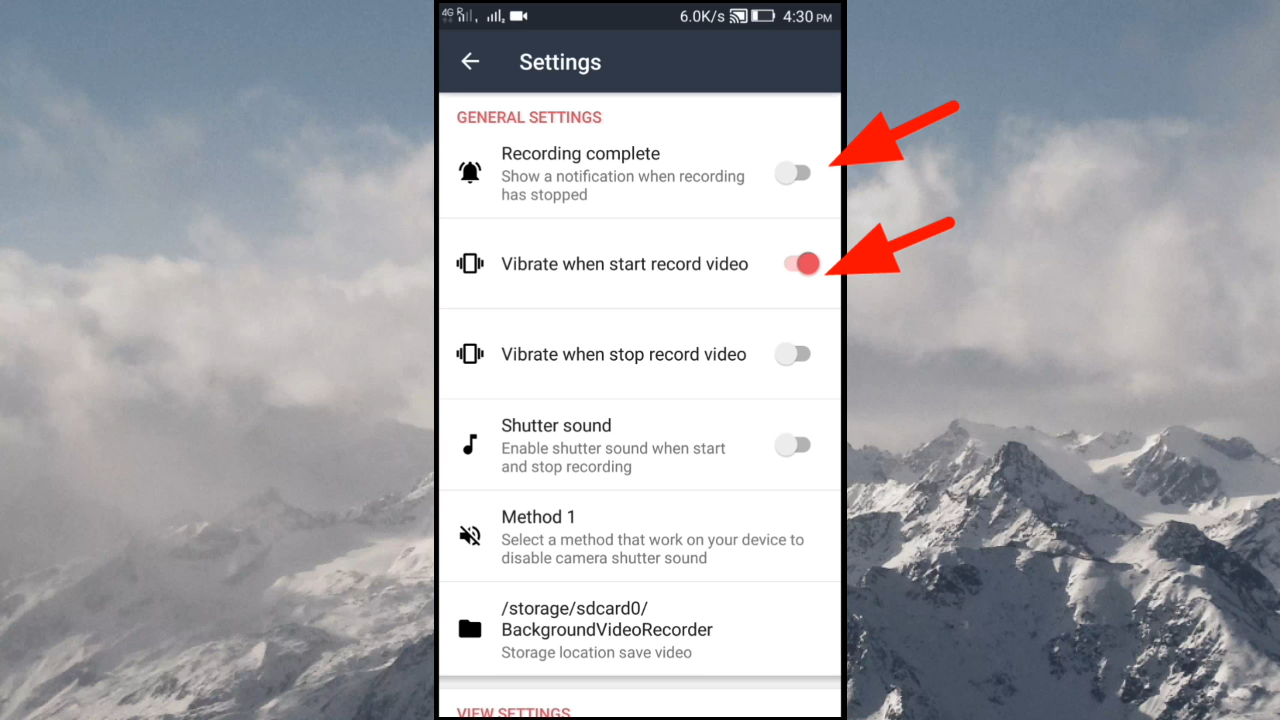 4G R 6.0K/s 4:30 PM
Settings
GENERAL SETTINGS
Recording complete
Show a notification when recording
has stopped
Vibrate when start record video
Vibrate when stop record video
Shutter sound
Enable shutter sound when start
and stop recording
Method 1
Select a method that work on your device to
disable camera shutter sound
/storage/sdcard0/
BackgroundVideoRecorder
Storage location save video
VIEW SETTINGS